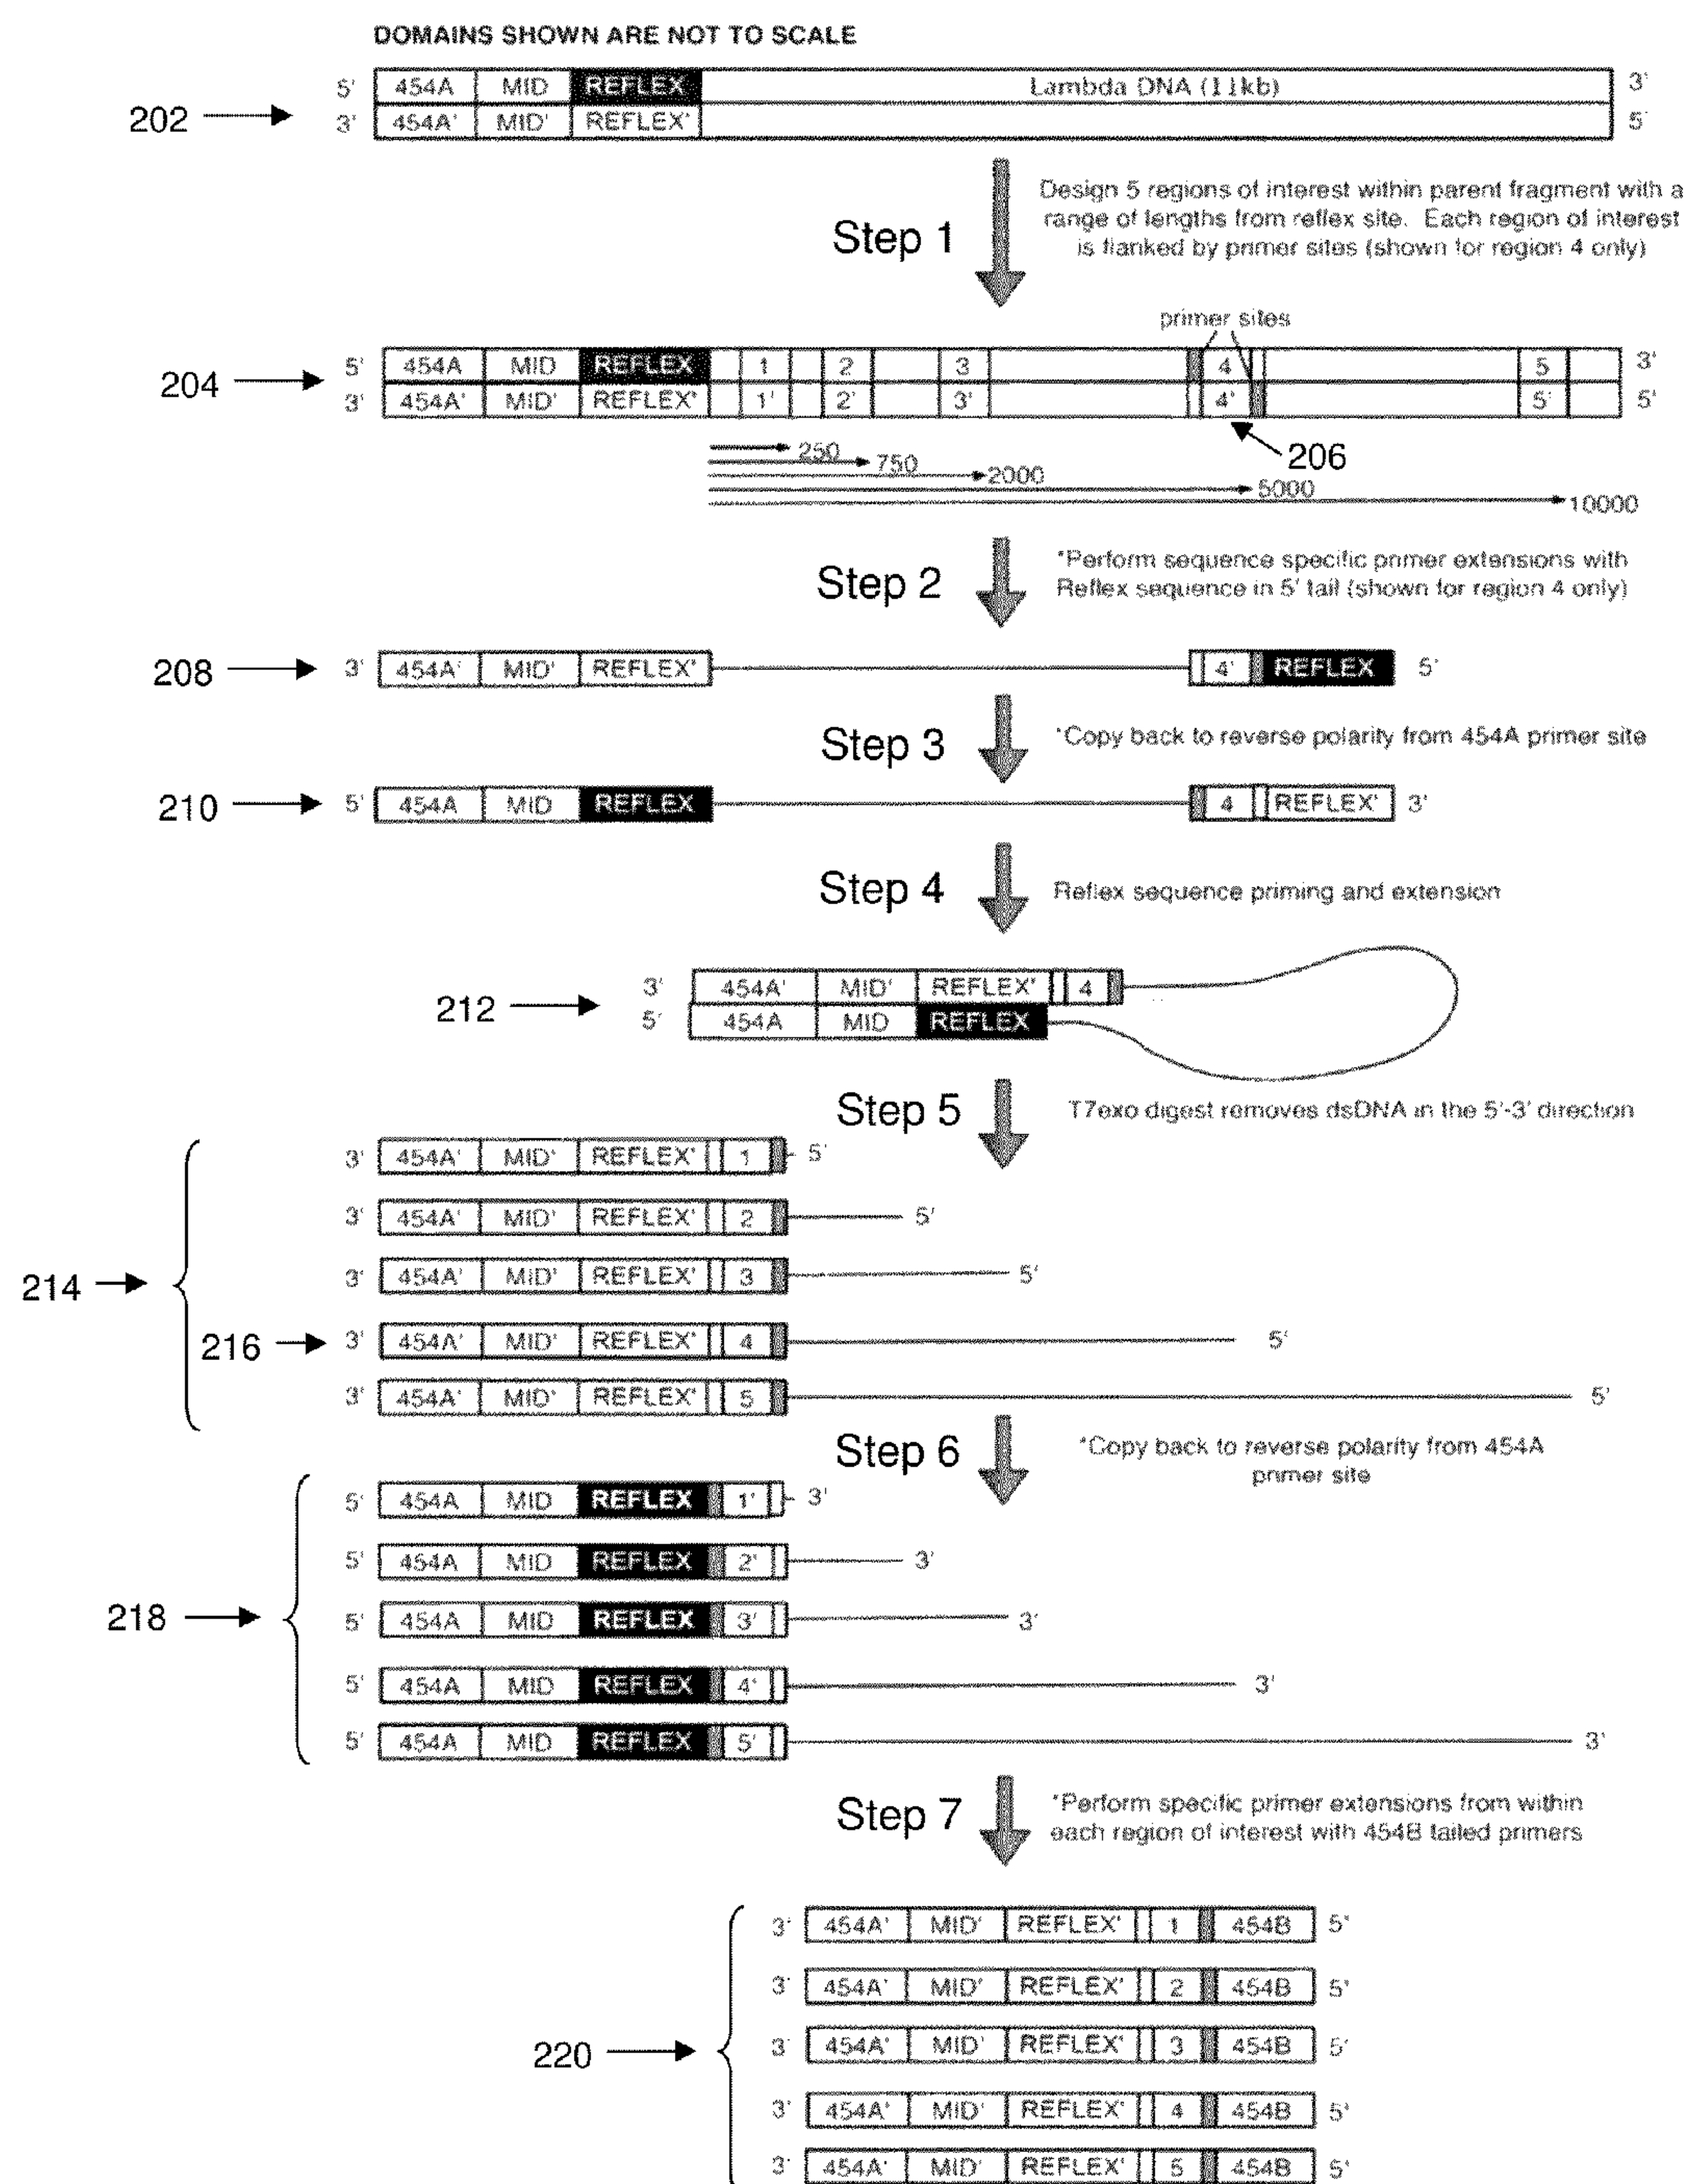 DOMAINS SHOWN ARE NOT TO SCALE
5' 454A MID REFLEX Lambda DNA (11kb) 3'
202 3' 454A' MID' REFLEX' 5'
Step 1
Design 5 regions of interest within parent fragment with a
range of lengths from reflex site. Each region of interest
is flanked by primer sites (shown for region 4 only)
primer sites
5' 454A MID REFLEX 1 2 3 4 5 3'
204
3' 454A' MID' REFLEX' 1' 2' 3' 4' 5' 5'
206
250
750
2000
5000
10000
Step 2
*Perform sequence specific primer extensions with
Reflex sequence in 5' tail (shown for region 4 only)
208 3' 454A' MID' REFLEX' 4' REFLEX 5'
Step 3
*Copy back to reverse polarity from 454A primer site
210 5' 454A MID REFLEX 4 REFLEX' 3'
Step 4
Reflex sequence priming and extension
3' 454A' MID' REFLEX' 4
212
5' 454A MID REFLEX
Step 5
T7exo digest removes dsDNA in the 5'-3' direction
3' 454A' MID' REFLEX' 1 5'
3' 454A' MID' REFLEX' 2 5'
214
3' 454A' MID' REFLEX' 3 5'
216 3' 454A' MID' REFLEX' 4 5'
3' 454A' MID' REFLEX' 5 5'
Step 6
*Copy back to reverse polarity from 454A
primer site
5' 454A MID REFLEX 1' 3'
5' 454A MID REFLEX 2' 3'
218
5' 454A MID REFLEX 3' 3'
5' 454A MID REFLEX 4' 3'
5' 454A MID REFLEX 5' 3'
Step 7
*Perform specific primer extensions from within
each region of interest with 454B tailed primers
3' 454A' MID' REFLEX' 1 454B 5'
3' 454A' MID' REFLEX' 2 454B 5'
220
3' 454A' MID' REFLEX' 3 454B 5'
3' 454A' MID' REFLEX' 4 454B 5'
3' 454A' MID' REFLEX' 5 454B 5'